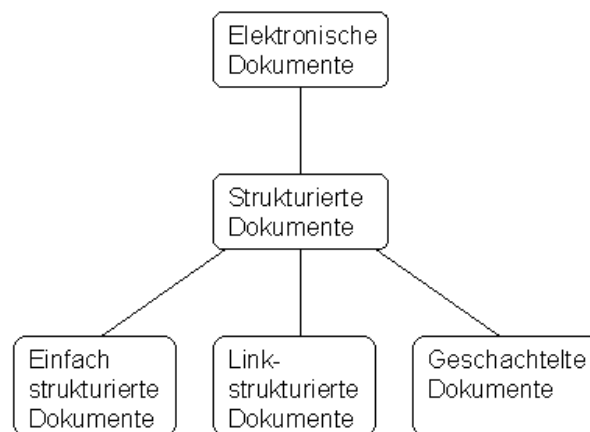 Elektronische
Dokumente
Strukturierte
Dokumente
Einfach
strukturierte
Dokumente
Link-
strukturierte
Dokumente
Geschachtelte
Dokumente